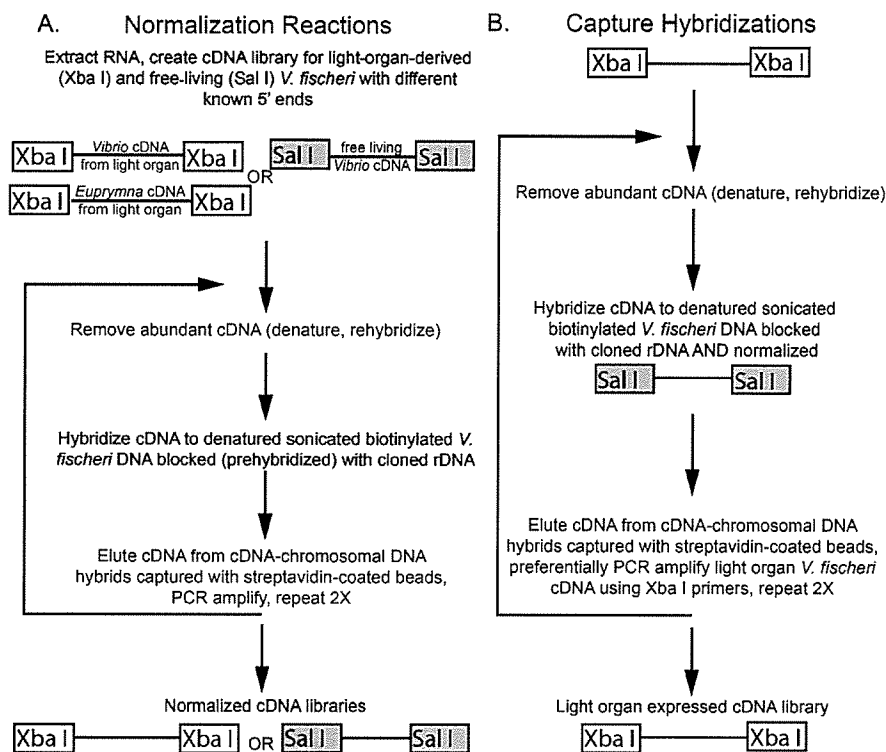 A. Normalization Reactions
Extract RNA, create cDNA library for light-organ-derived
(Xba I) and free-living (Sal I) V. fischeri with different
known 5' ends
Xba I Vibrio cDNA from light organ Xba I OR Sal I free living Vibrio cDNA Sal I
Xba I Euprymna cDNA from light organ Xba I
Remove abundant cDNA (denature, rehybridize)
Hybridize cDNA to denatured sonicated biotinylated V.
fischeri DNA blocked (prehybridized) with cloned rDNA
Elute cDNA from cDNA-chromosomal DNA
hybrids captured with streptavidin-coated beads,
PCR amplify, repeat 2X
Normalized cDNA libraries
Xba I Xba I OR Sal I Sal I
B. Capture Hybridizations
Xba I Xba I
Remove abundant cDNA (denature, rehybridize)
Hybridize cDNA to denatured sonicated
biotinylated V. fischeri DNA blocked
with cloned rDNA AND normalized
Sal I Sal I
Elute cDNA from cDNA-chromosomal DNA
hybrids captured with streptavidin-coated beads,
preferentially PCR amplify light organ V. fischeri
cDNA using Xba I primers, repeat 2X
Light organ expressed cDNA library
Xba I Xba I